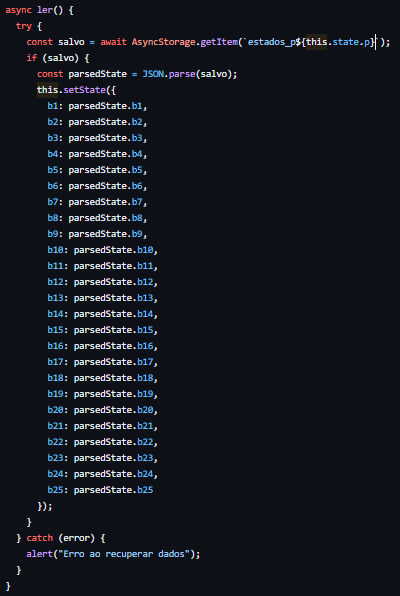 async ler() {
  try {
    const salvo = await AsyncStorage.getItem(`estados_p${this.state.p}`);
    if (salvo) {
      const parsedState = JSON.parse(salvo);
      this.setState({
        b1: parsedState.b1,
        b2: parsedState.b2,
        b3: parsedState.b3,
        b4: parsedState.b4,
        b5: parsedState.b5,
        b6: parsedState.b6,
        b7: parsedState.b7,
        b8: parsedState.b8,
        b9: parsedState.b9,
        b10: parsedState.b10,
        b11: parsedState.b11,
        b12: parsedState.b12,
        b13: parsedState.b13,
        b14: parsedState.b14,
        b15: parsedState.b15,
        b16: parsedState.b16,
        b17: parsedState.b17,
        b18: parsedState.b18,
        b19: parsedState.b19,
        b20: parsedState.b20,
        b21: parsedState.b21,
        b22: parsedState.b22,
        b23: parsedState.b23,
        b24: parsedState.b24,
        b25: parsedState.b25
      });
    }
  } catch (error) {
    alert("Erro ao recuperar dados");
  }
}